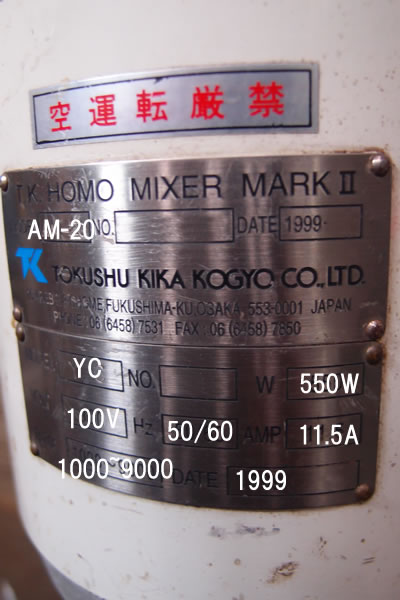 空運転厳禁
T.K. HOMO MIXER MARK II
AM-20 NO. DATE 1999
TK TOKUSHU KIKA KOGYO CO., LTD.
FUKUSHIMA-KU, OSAKA, 553-0001 JAPAN
PHONE: 06 (6458) 7531 FAX: 06 (6458) 7850
YC NO. W 550W
100V Hz 50/60 AMP 11.5A
1000~9000 DATE 1999